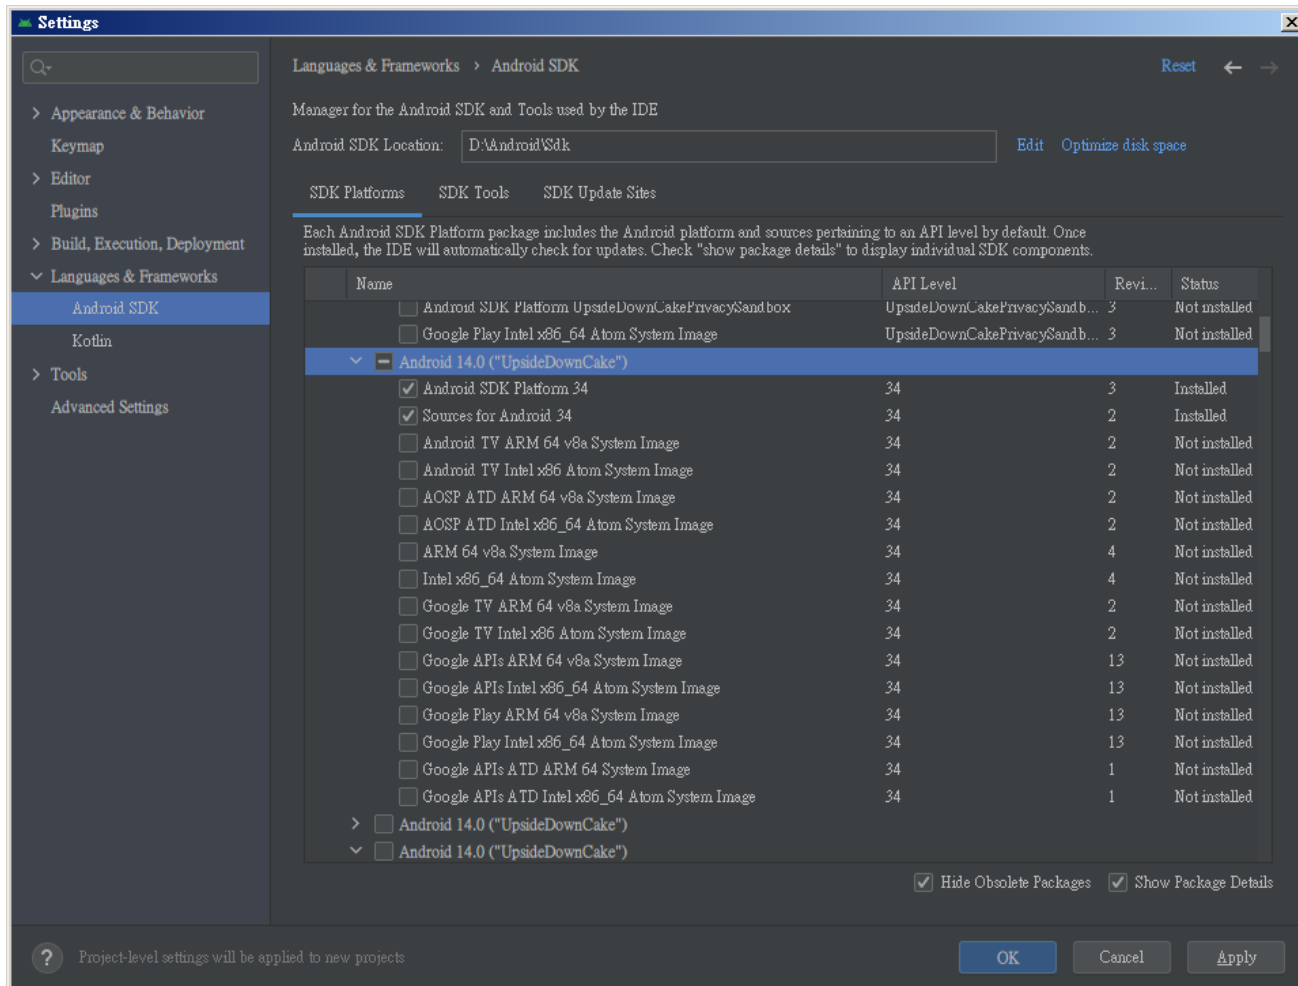 Settings
Languages & Frameworks > Android SDK Reset
Appearance & Behavior
Keymap
Editor
Plugins
Build, Execution, Deployment
Languages & Frameworks
Android SDK
Kotlin
Tools
Advanced Settings
Manager for the Android SDK and Tools used by the IDE
Android SDK Location: D:\Android\Sdk Edit Optimize disk space
SDK Platforms SDK Tools SDK Update Sites
Each Android SDK Platform package includes the Android platform and sources pertaining to an API level by default. Once
installed, the IDE will automatically check for updates. Check "show package details" to display individual SDK components.
Name API Level Revi... Status
Android SDK Platform UpsideDownCakePrivacySandbox UpsideDownCakePrivacySandb... 3 Not installed
Google Play Intel x86_64 Atom System Image UpsideDownCakePrivacySandb... 3 Not installed
Android 14.0 ("UpsideDownCake")
Android SDK Platform 34 34 3 Installed
Sources for Android 34 34 2 Installed
Android TV ARM 64 v8a System Image 34 2 Not installed
Android TV Intel x86 Atom System Image 34 2 Not installed
AOSP ATD ARM 64 v8a System Image 34 2 Not installed
AOSP ATD Intel x86_64 Atom System Image 34 2 Not installed
ARM 64 v8a System Image 34 4 Not installed
Intel x86_64 Atom System Image 34 4 Not installed
Google TV ARM 64 v8a System Image 34 2 Not installed
Google TV Intel x86 Atom System Image 34 2 Not installed
Google APIs ARM 64 v8a System Image 34 13 Not installed
Google APIs Intel x86_64 Atom System Image 34 13 Not installed
Google Play ARM 64 v8a System Image 34 13 Not installed
Google Play Intel x86_64 Atom System Image 34 13 Not installed
Google APIs ATD ARM 64 System Image 34 1 Not installed
Google APIs ATD Intel x86_64 Atom System Image 34 1 Not installed
Android 14.0 ("UpsideDownCake")
Android 14.0 ("UpsideDownCake")
Hide Obsolete Packages Show Package Details
? Project-level settings will be applied to new projects OK Cancel Apply